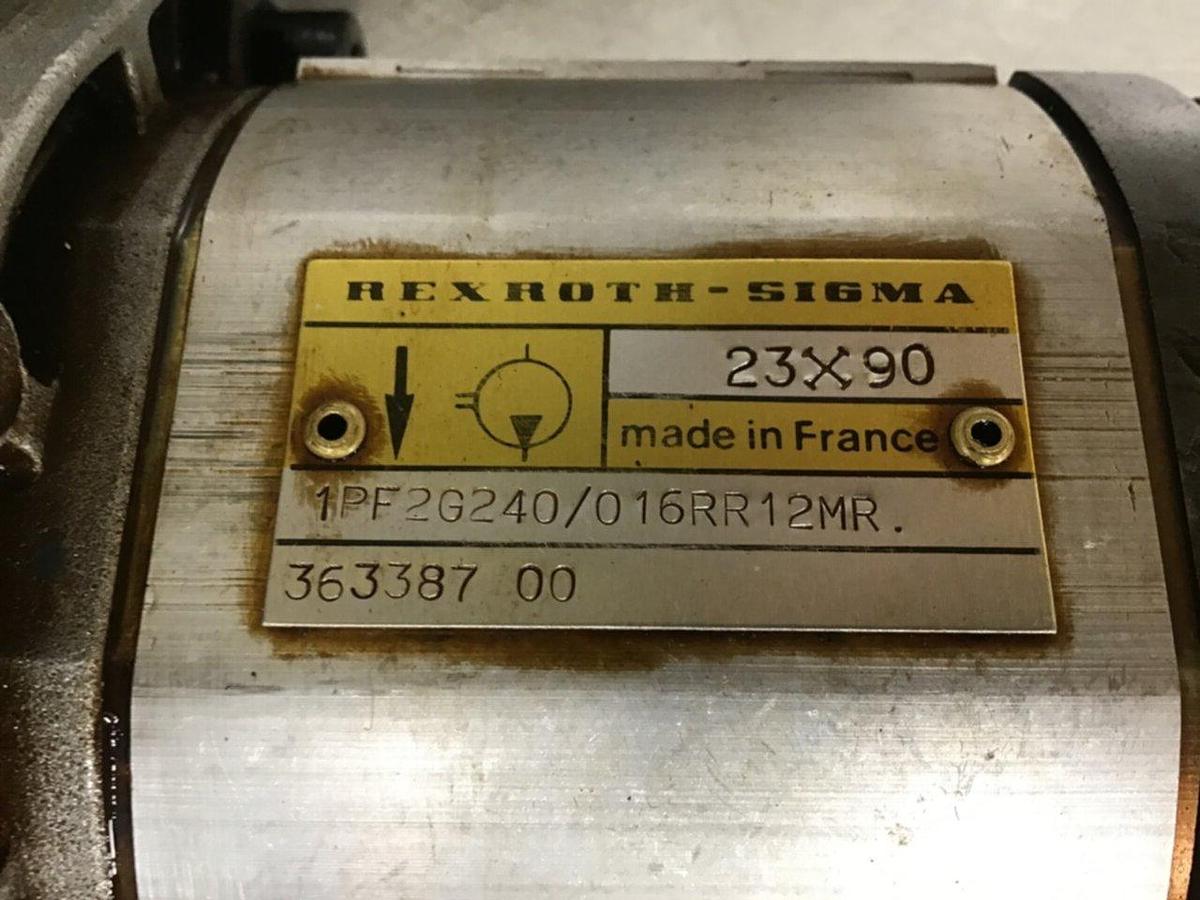 REXROTH-SIGMA
23X90
made in France
1PF2G240/016RR12MR.
363387 00